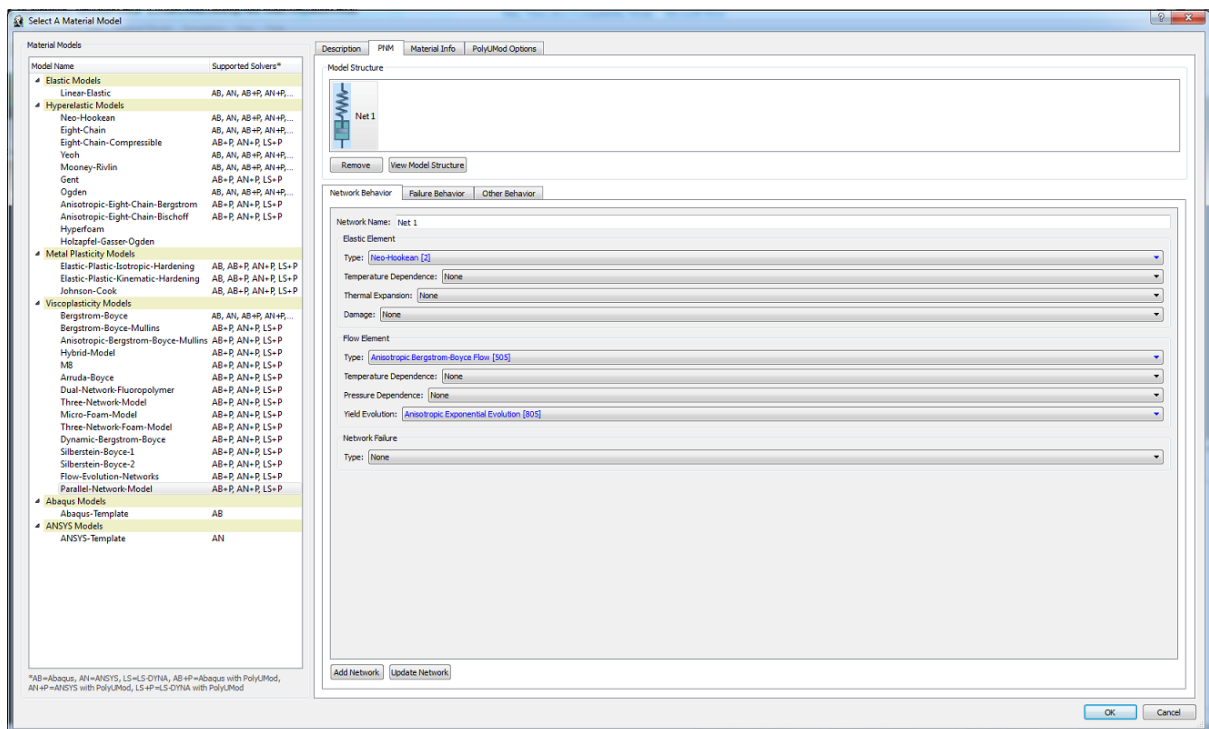 Select A Material Model
Material Models
Model Name Supported Solvers*
Elastic Models
Linear-Elastic AB, AN, AB+P, AN+P,...
Hyperelastic Models
Neo-Hookean AB, AN, AB+P, AN+P,...
Eight-Chain AB, AN, AB+P, AN+P,...
Eight-Chain-Compressible AB+P, AN+P, LS+P
Yeoh AB, AN, AB+P, AN+P,...
Mooney-Rivlin AB, AN, AB+P, AN+P,...
Gent AB+P, AN+P, LS+P
Ogden AB, AN, AB+P, AN+P,...
Anisotropic-Eight-Chain-Bergstrom AB+P, AN+P, LS+P
Anisotropic-Eight-Chain-Bischoff AB+P, AN+P, LS+P
Hyperfoam
Holzapfel-Gasser-Ogden
Metal Plasticity Models
Elastic-Plastic-Isotropic-Hardening AB, AB+P, AN+P, LS+P
Elastic-Plastic-Kinematic-Hardening AB, AB+P, AN+P, LS+P
Johnson-Cook AB, AB+P, AN+P, LS+P
Viscoplasticity Models
Bergstrom-Boyce AB, AN, AB+P, AN+P,...
Bergstrom-Boyce-Mullins AB+P, AN+P, LS+P
Anisotropic-Bergstrom-Boyce-Mullins AB+P, AN+P, LS+P
Hybrid-Model AB+P, AN+P, LS+P
M8 AB+P, AN+P, LS+P
Arruda-Boyce AB+P, AN+P, LS+P
Dual-Network-Fluoropolymer AB+P, AN+P, LS+P
Three-Network-Model AB+P, AN+P, LS+P
Micro-Foam-Model AB+P, AN+P, LS+P
Three-Network-Foam-Model AB+P, AN+P, LS+P
Dynamic-Bergstrom-Boyce AB+P, AN+P, LS+P
Silberstein-Boyce-1 AB+P, AN+P, LS+P
Silberstein-Boyce-2 AB+P, AN+P, LS+P
Flow-Evolution-Networks AB+P, AN+P, LS+P
Parallel-Network-Model AB+P, AN+P, LS+P
Abaqus Models
Abaqus-Template AB
ANSYS Models
ANSYS-Template AN
*AB=Abaqus, AN=ANSYS, LS=LS-DYNA, AB+P=Abaqus with PolyUMod,
AN+P=ANSYS with PolyUMod, LS+P=LS-DYNA with PolyUMod
Description PNM Material Info PolyUMod Options
Model Structure
Net 1
Remove View Model Structure
Network Behavior Failure Behavior Other Behavior
Network Name: Net 1
Elastic Element
Type: Neo-Hookean [2]
Temperature Dependence: None
Thermal Expansion: None
Damage: None
Flow Element
Type: Anisotropic Bergstrom-Boyce Flow [505]
Temperature Dependence: None
Pressure Dependence: None
Yield Evolution: Anisotropic Exponential Evolution [805]
Network Failure
Type: None
Add Network Update Network
OK Cancel